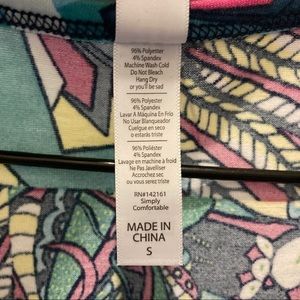 96% Polyester
4% Spandex
Machine Wash Cold
Do Not Bleach
Hang Dry
or you'll be sad
96% Poliéster
4% Spandex
Lavar A Máquina En Frío
No Usar Blanqueador
Cuelgue en seco
o estarás triste
96% Poliéster
4% Spandex
Lavage en machine à froid
Ne Pas Javelliser
Accrochez sec
ou vous serez triste
RN#142161
Simply
Comfortable
MADE IN
CHINA
S